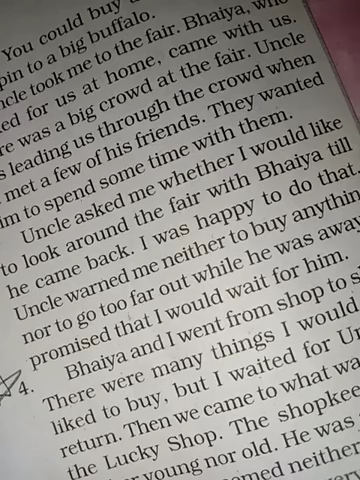 You could buy
pin to a big buffalo.
ncle took me to the fair. Bhaiya, who
ed for us at home, came with us.
re was a big crowd at the fair. Uncle
s leading us through the crowd when
met a few of his friends. They wanted
im to spend some time with them.
Uncle asked me whether I would like
to look around the fair with Bhaiya till
he came back. I was happy to do that.
Uncle warned me neither to buy anythin
nor to go too far out while he was away
promised that I would wait for him.
Bhaiya and I went from shop to s
4. There were many things I would
liked to buy, but I waited for Un
return. Then we came to what wa
the Lucky Shop. The shopkee
young nor old. He was
neither